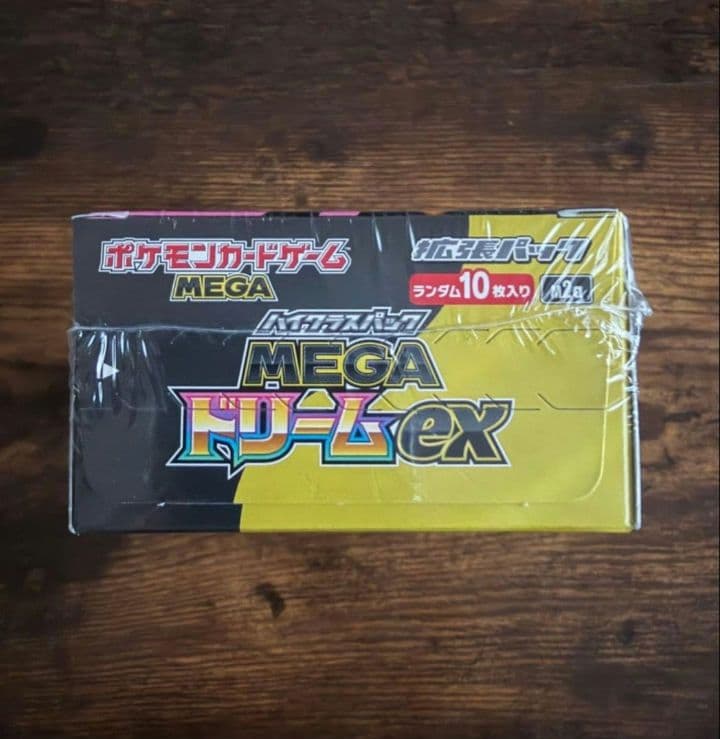 ポケモンカードゲーム
MEGA
拡張パック
ランダム10枚入り
m2a
ハイクラスパック
MEGA
ドリームex